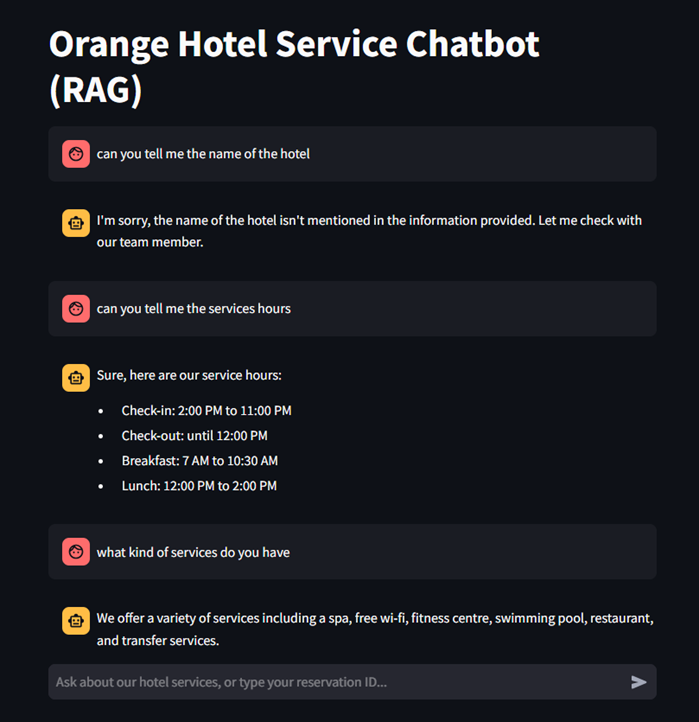 Orange Hotel Service Chatbot
(RAG)
can you tell me the name of the hotel
I'm sorry, the name of the hotel isn't mentioned in the information provided. Let me check with
our team member.
can you tell me the services hours
Sure, here are our service hours:
• Check-in: 2:00 PM to 11:00 PM
• Check-out: until 12:00 PM
• Breakfast: 7 AM to 10:30 AM
• Lunch: 12:00 PM to 2:00 PM
what kind of services do you have
We offer a variety of services including a spa, free wi-fi, fitness centre, swimming pool, restaurant,
and transfer services.
Ask about our hotel services, or type your reservation ID...